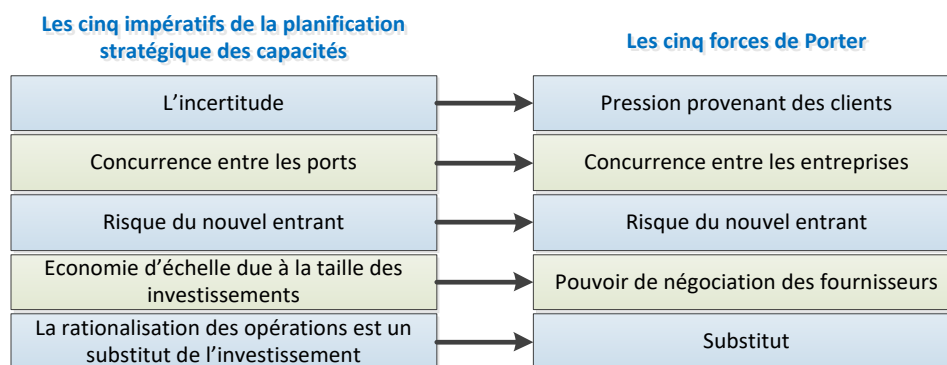 Les cinq impératifs de la planification
stratégique des capacités
Les cinq forces de Porter
L'incertitude
Pression provenant des clients
Concurrence entre les ports
Concurrence entre les entreprises
Risque du nouvel entrant
Risque du nouvel entrant
Economie d'échelle due à la taille des
investissements
Pouvoir de négociation des fournisseurs
La rationalisation des opérations est un
substitut de l'investissement
Substitut